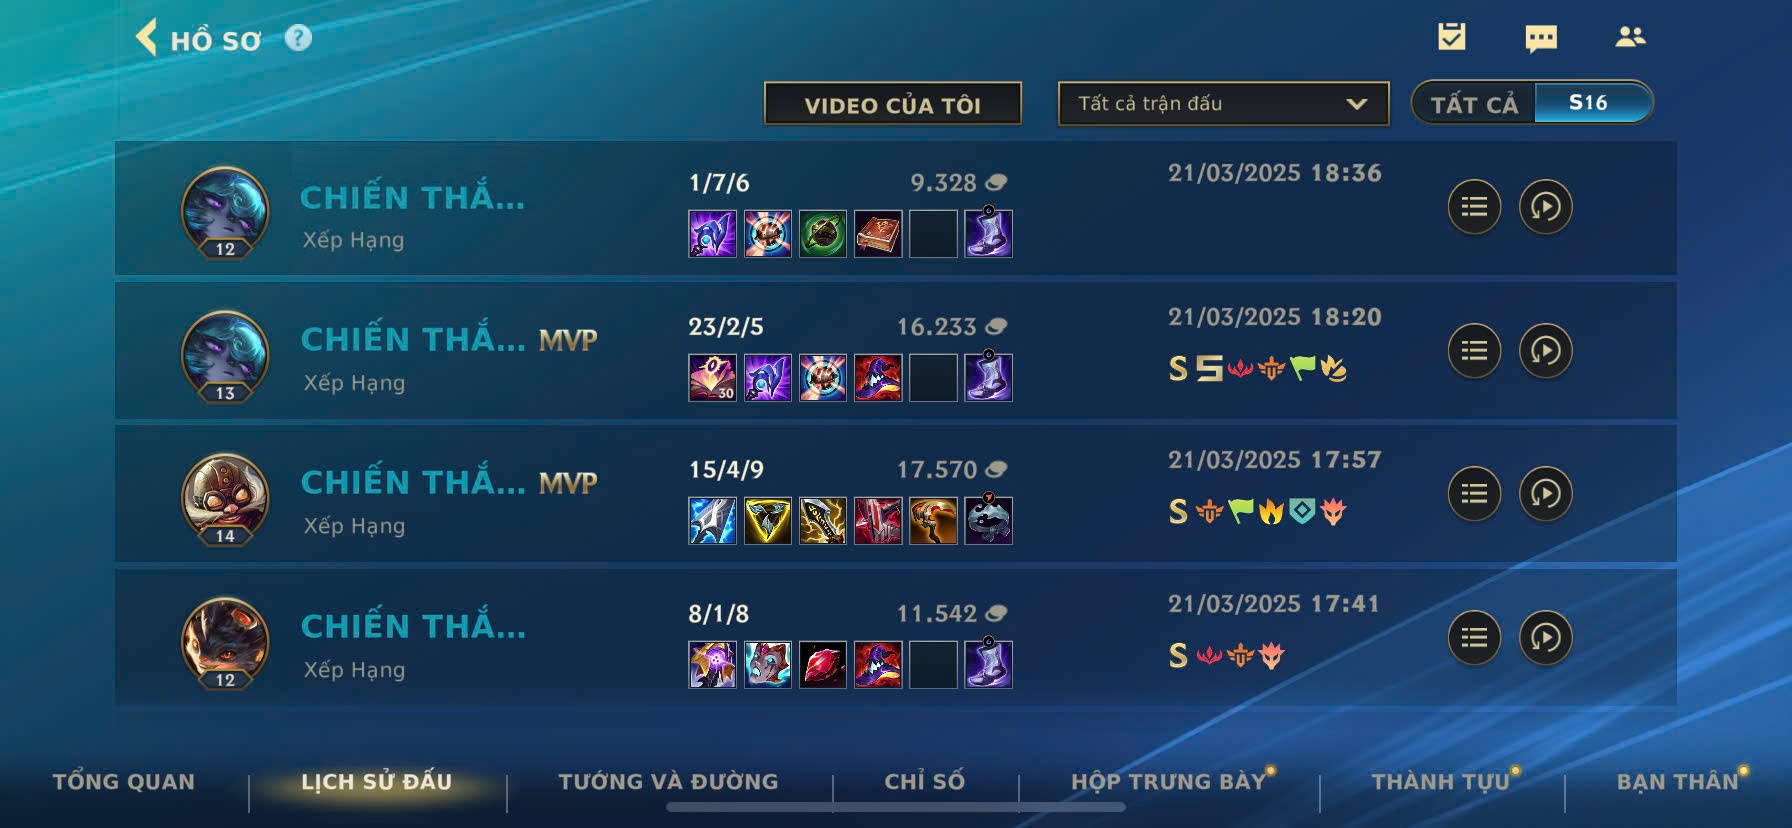 HỒ SƠ ?
VIDEO CỦA TÔI
Tất cả trận đấu
TẤT CẢ S16
12
CHIẾN THẮ...
Xếp Hạng
1/7/6 9.328
21/03/2025 18:36
13
CHIẾN THẮ... MVP
Xếp Hạng
23/2/5 16.233
30
21/03/2025 18:20
S S
14
CHIẾN THẮ... MVP
Xếp Hạng
15/4/9 17.570
21/03/2025 17:57
S
12
CHIẾN THẮ...
Xếp Hạng
8/1/8 11.542
21/03/2025 17:41
S
TỔNG QUAN LỊCH SỬ ĐẤU TƯỚNG VÀ ĐƯỜNG CHỈ SỐ HỘP TRƯNG BÀY THÀNH TỰU BẠN THÂN